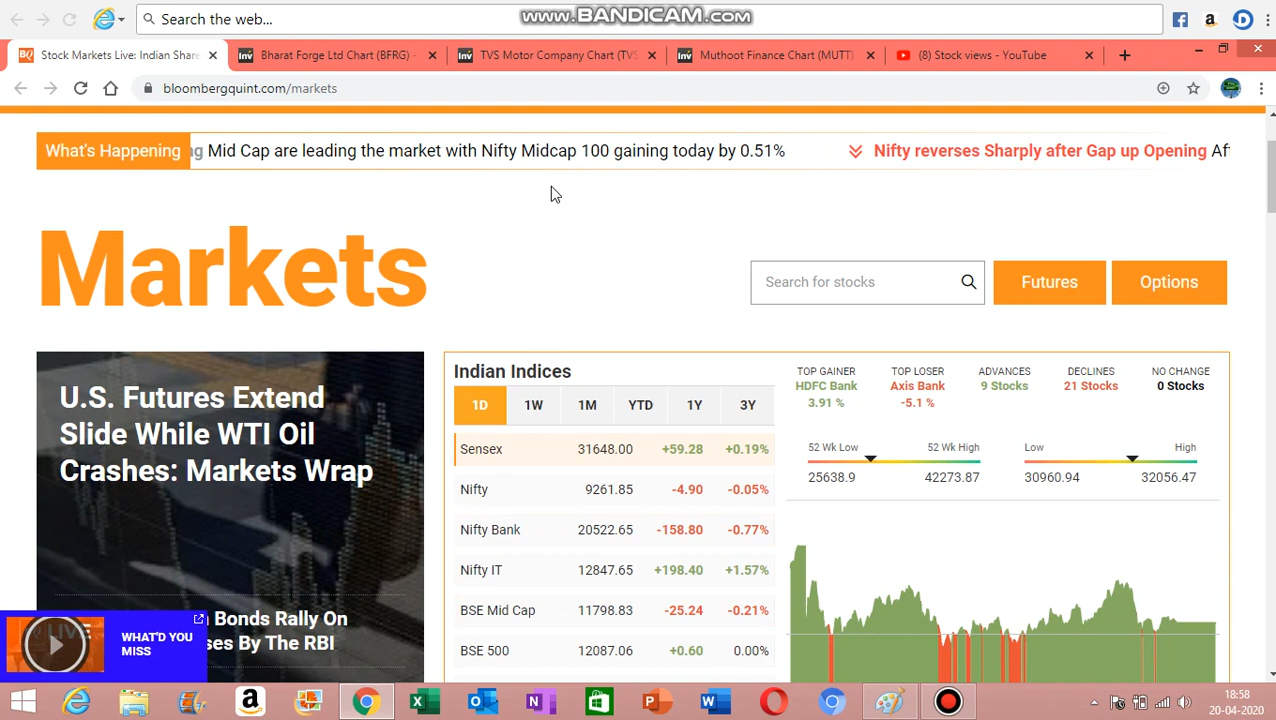 Search the web...
www.BANDICAM.com
Stock Markets Live: Indian Share
Bharat Forge Ltd Chart (BFRG) -
TVS Motor Company Chart (TVS
Muthoot Finance Chart (MUTT)
(8) Stock views - YouTube
bloombergquint.com/markets
What's Happening
ng Mid Cap are leading the market with Nifty Midcap 100 gaining today by 0.51%
Nifty reverses Sharply after Gap up Opening Af
Markets
Search for stocks
Futures
Options
U.S. Futures Extend
Slide While WTI Oil
Crashes: Markets Wrap
Bonds Rally On
ses By The RBI
LIVE
WHAT'D YOU
MISS
Indian Indices
1D 1W 1M YTD 1Y 3Y
Sensex 31648.00 +59.28 +0.19%
Nifty 9261.85 -4.90 -0.05%
Nifty Bank 20522.65 -158.80 -0.77%
Nifty IT 12847.65 +198.40 +1.57%
BSE Mid Cap 11798.83 -25.24 -0.21%
BSE 500 12087.06 +0.60 0.00%
TOP GAINER TOP LOSER ADVANCES DECLINES NO CHANGE
HDFC Bank Axis Bank 9 Stocks 21 Stocks 0 Stocks
3.91 % -5.1 %
52 Wk Low 52 Wk High Low High
25638.9 42273.87 30960.94 32056.47
18:58
20-04-2020